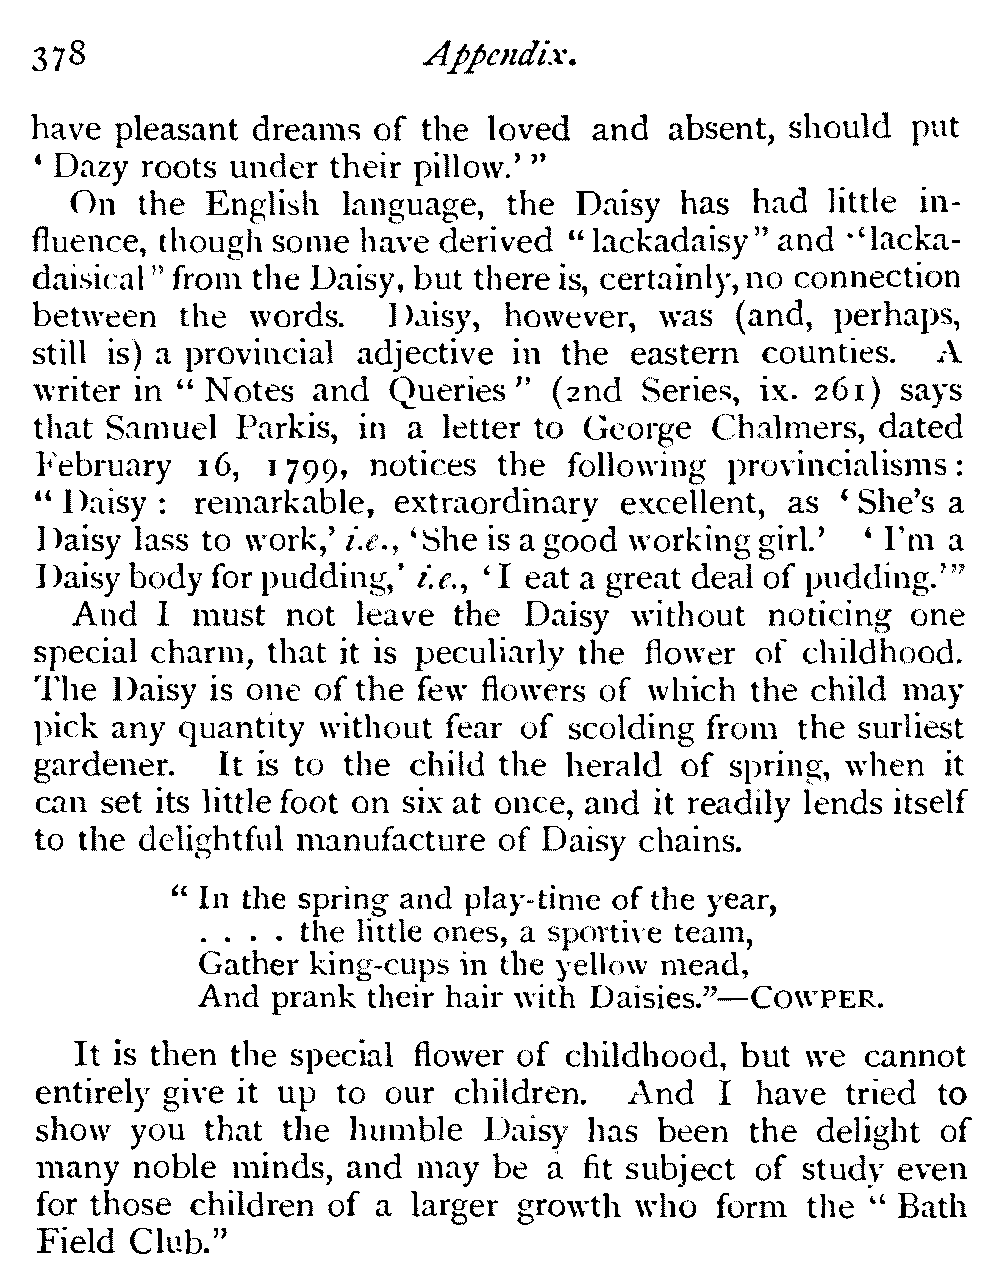 378 Appendix.
have pleasant dreams of the loved and absent, should put
‘ Dazy roots under their pillow.’ ”
On the English language, the Daisy has had little in-
fluence, though some have derived “ lackadaisy ” and “lacka-
daisical ” from the Daisy, but there is, certainly, no connection
between the words. Daisy, however, was (and, perhaps,
still is) a provincial adjective in the eastern counties. A
writer in “ Notes and Queries ” (2nd Series, ix. 261) says
that Samuel Parkis, in a letter to George Chalmers, dated
February 16, 1799, notices the following provincialisms :
“ Daisy : remarkable, extraordinary excellent, as ‘ She’s a
Daisy lass to work,’ i.e., ‘She is a good working girl.’ ‘ I’m a
Daisy body for pudding,’ i.e., ‘ I eat a great deal of pudding.’”
And I must not leave the Daisy without noticing one
special charm, that it is peculiarly the flower of childhood.
The Daisy is one of the few flowers of which the child may
pick any quantity without fear of scolding from the surliest
gardener. It is to the child the herald of spring, when it
can set its little foot on six at once, and it readily lends itself
to the delightful manufacture of Daisy chains.
“ In the spring and play-time of the year,
. . . . the little ones, a sportive team,
Gather king-cups in the yellow mead,
And prank their hair with Daisies.”—COWPER.
It is then the special flower of childhood, but we cannot
entirely give it up to our children. And I have tried to
show you that the humble Daisy has been the delight of
many noble minds, and may be a fit subject of study even
for those children of a larger growth who form the “ Bath
Field Club.”